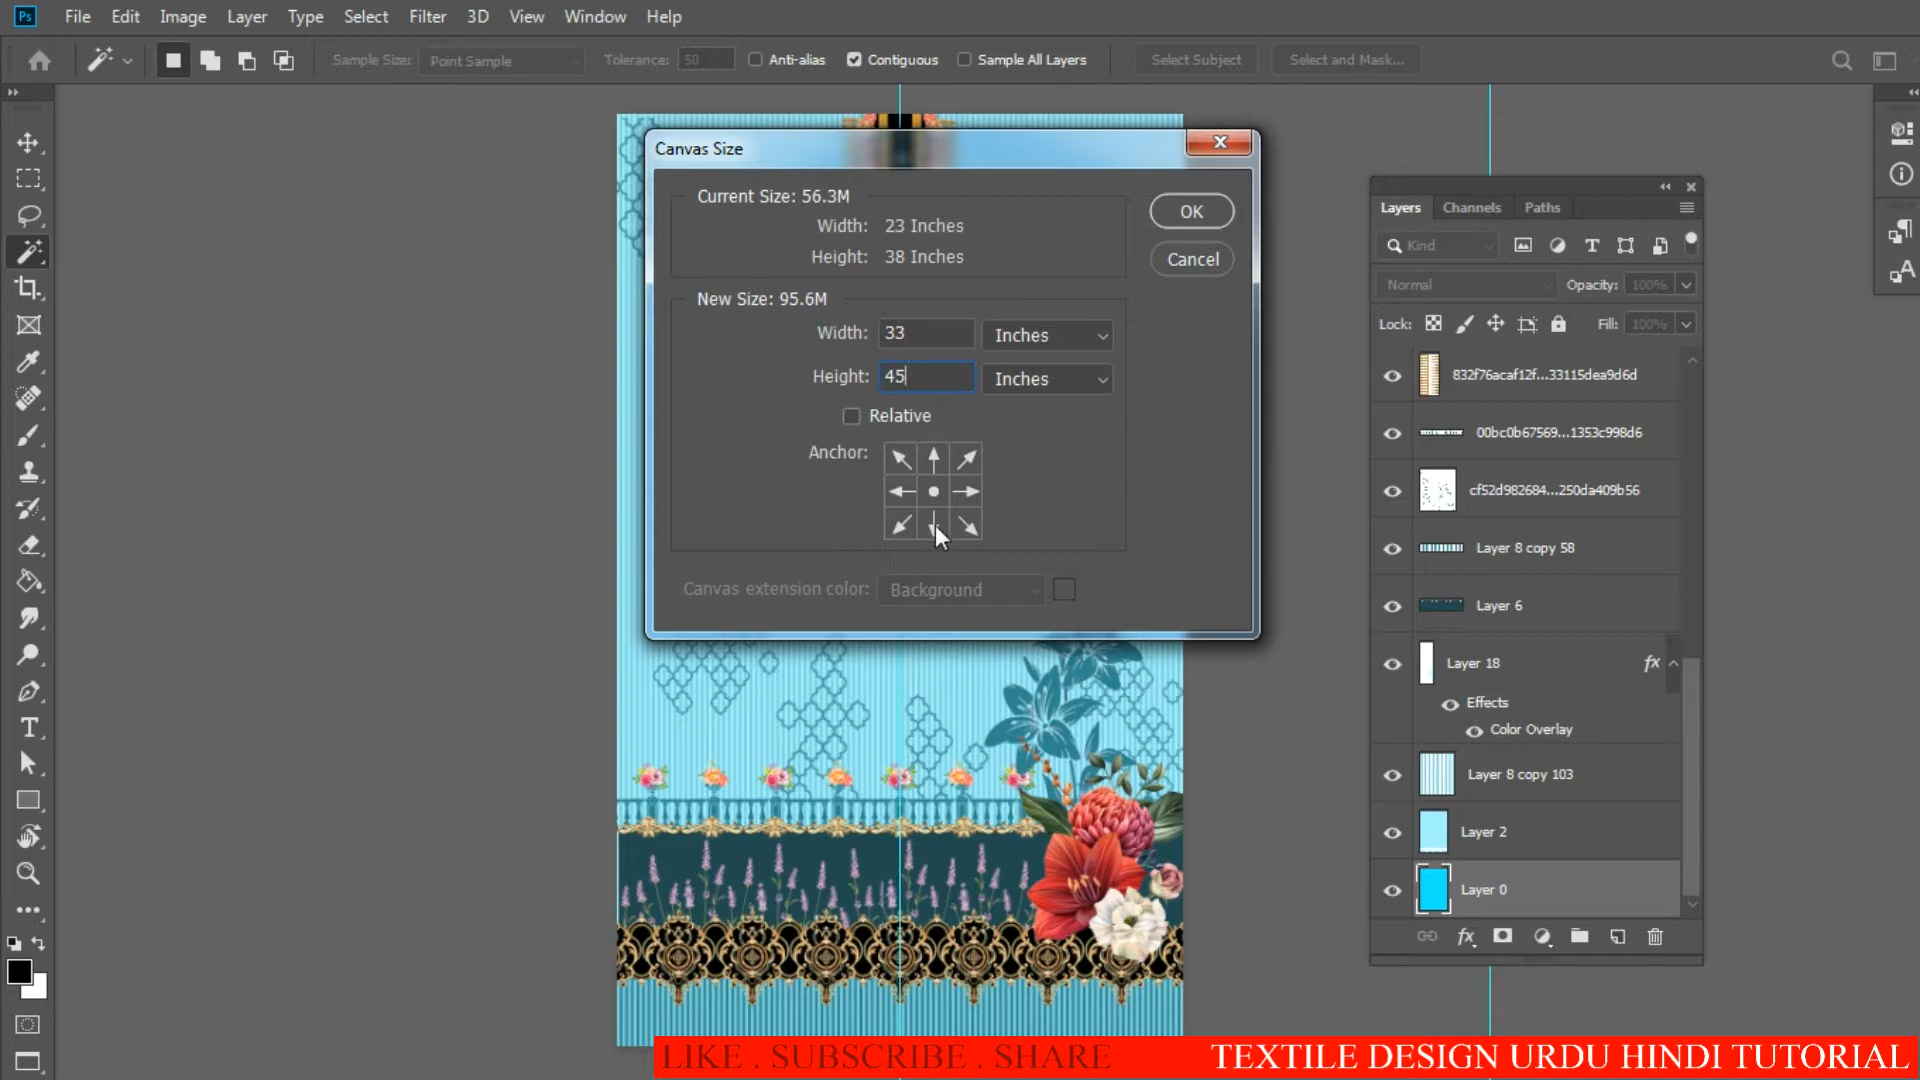 Ps File Edit Image Layer Type Select Filter 3D View Window Help
Sample Size: Point Sample Tolerance: 50 Anti-alias Contiguous Sample All Layers Select Subject Select and Mask...
Canvas Size
Current Size: 56.3M
Width: 23 Inches
Height: 38 Inches
OK
Cancel
New Size: 95.6M
Width: 33 Inches
Height: 45 Inches
Relative
Anchor:
Canvas extension color: Background
Layers Channels Paths
Kind
Normal Opacity: 100%
Lock: Fill: 100%
832f76acaf12f...33115dea9d6d
00bc0b67569...1353c998d6
cf52d982684...250da409b56
Layer 8 copy 58
Layer 6
Layer 18 fx
Effects
Color Overlay
Layer 8 copy 103
Layer 2
Layer 0
fx
LIKE . SUBSCRIBE . SHARE TEXTILE DESIGN URDU HINDI TUTORIAL